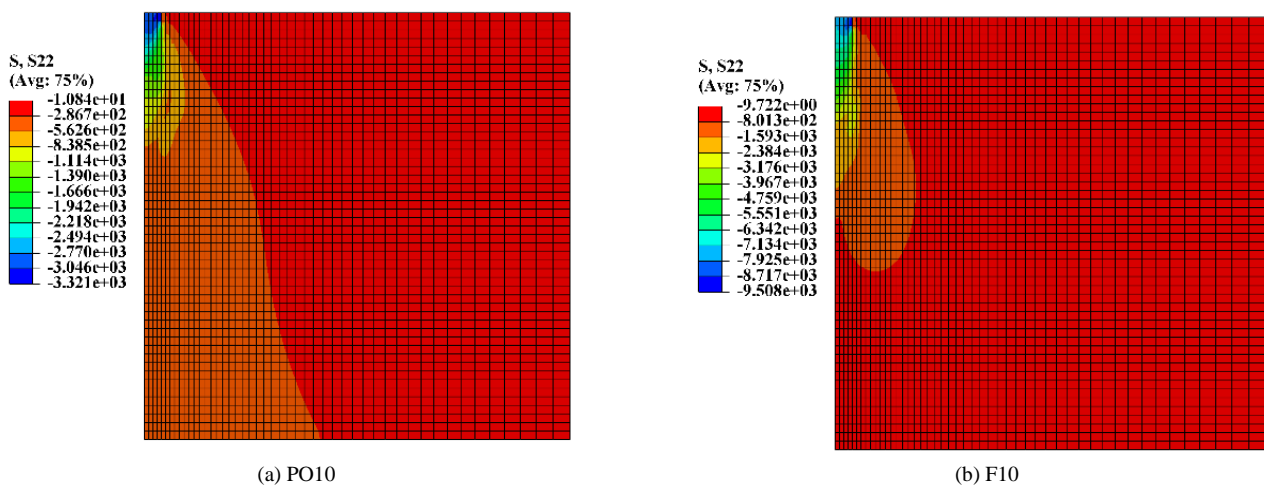 S, S22
(Avg: 75%)
-1.084e+01
-2.867e+02
-5.626e+02
-8.385e+02
-1.114e+03
-1.390e+03
-1.666e+03
-1.942e+03
-2.218e+03
-2.494e+03
-2.770e+03
-3.046e+03
-3.321e+03
(a) PO10
S, S22
(Avg: 75%)
-9.722e+00
-8.013e+02
-1.593e+03
-2.384e+03
-3.176e+03
-3.967e+03
-4.759e+03
-5.551e+03
-6.342e+03
-7.134e+03
-7.925e+03
-8.717e+03
-9.508e+03
(b) F10